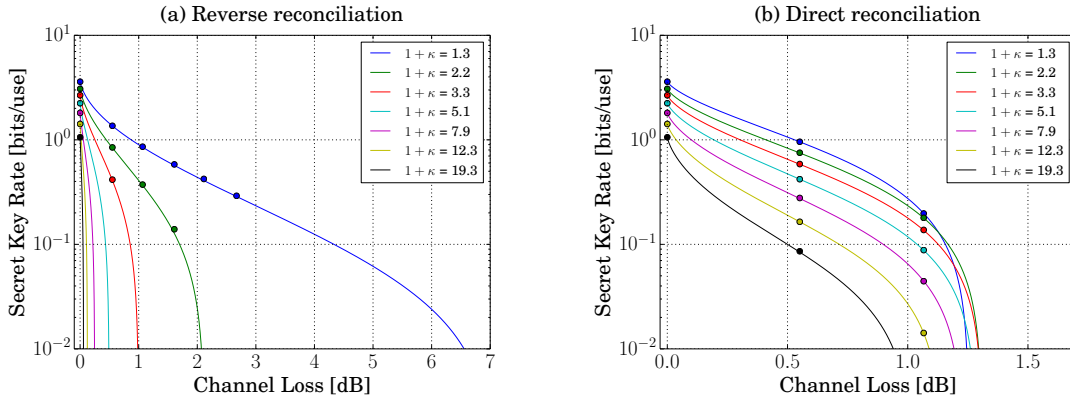 (a) Reverse reconciliation
Secret Key Rate [bits/use]
10^1
10^0
10^-1
10^-2
0 1 2 3 4 5 6 7
Channel Loss [dB]
1 + κ = 1.3
1 + κ = 2.2
1 + κ = 3.3
1 + κ = 5.1
1 + κ = 7.9
1 + κ = 12.3
1 + κ = 19.3
(b) Direct reconciliation
Secret Key Rate [bits/use]
10^1
10^0
10^-1
10^-2
0.0 0.5 1.0 1.5
Channel Loss [dB]
1 + κ = 1.3
1 + κ = 2.2
1 + κ = 3.3
1 + κ = 5.1
1 + κ = 7.9
1 + κ = 12.3
1 + κ = 19.3